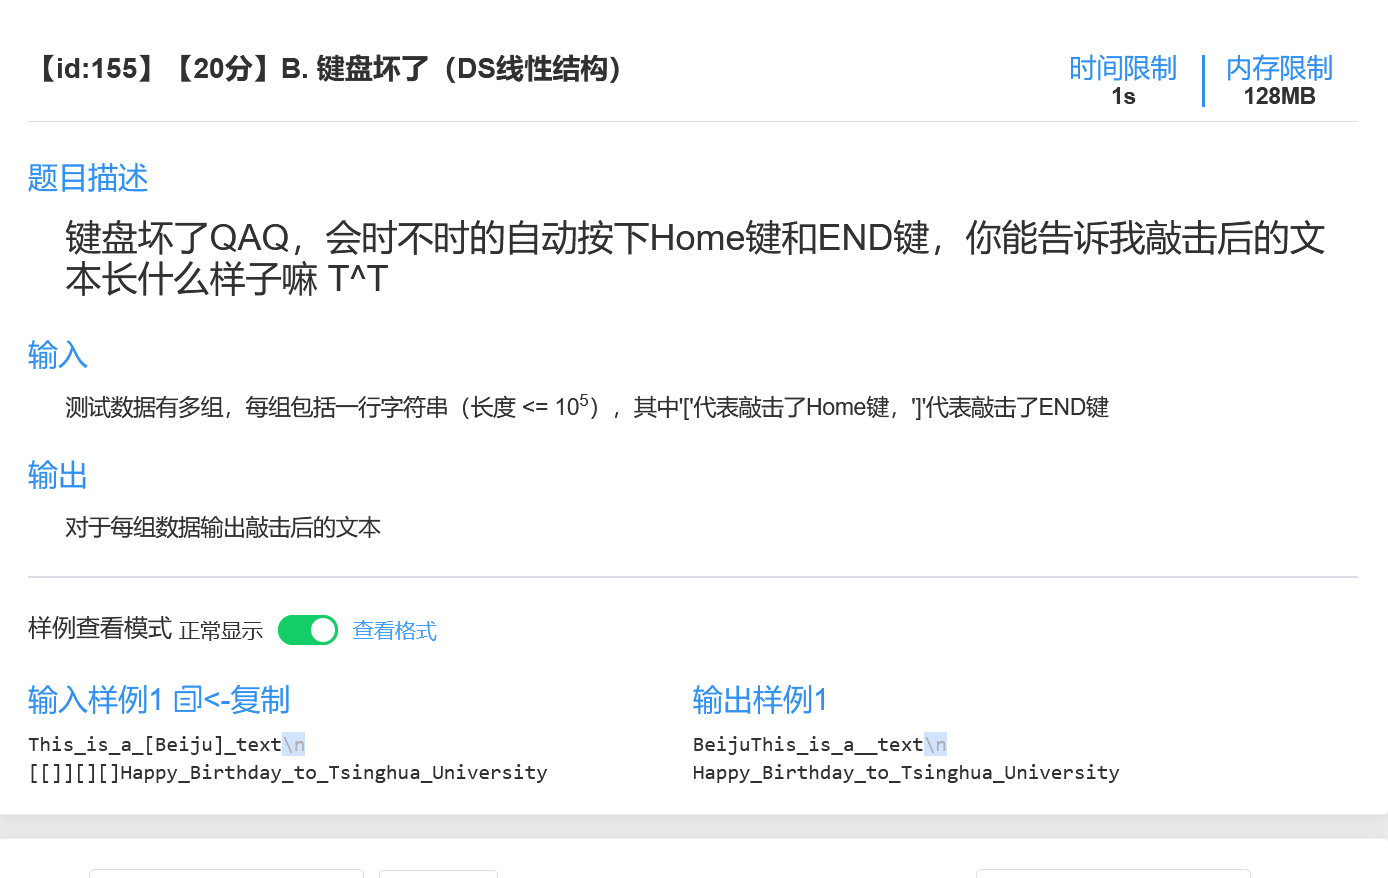 【id:155】【20分】B. 键盘坏了（DS线性结构）
时间限制
1s
内存限制
128MB
题目描述
键盘坏了QAQ，会时不时的自动按下Home键和END键，你能告诉我敲击后的文
本长什么样子嘛 T^T
输入
测试数据有多组，每组包括一行字符串（长度 <= 10⁵），其中'['代表敲击了Home键，']'代表敲击了END键
输出
对于每组数据输出敲击后的文本
样例查看模式 正常显示 查看格式
输入样例1 <-复制
This_is_a_[Beiju]_text\n
[[]][][]Happy_Birthday_to_Tsinghua_University
输出样例1
BeijuThis_is_a__text\n
Happy_Birthday_to_Tsinghua_University